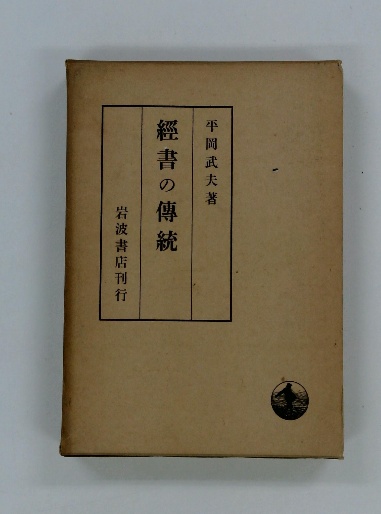 平岡武夫著
經書の傳統
岩波書店刊行